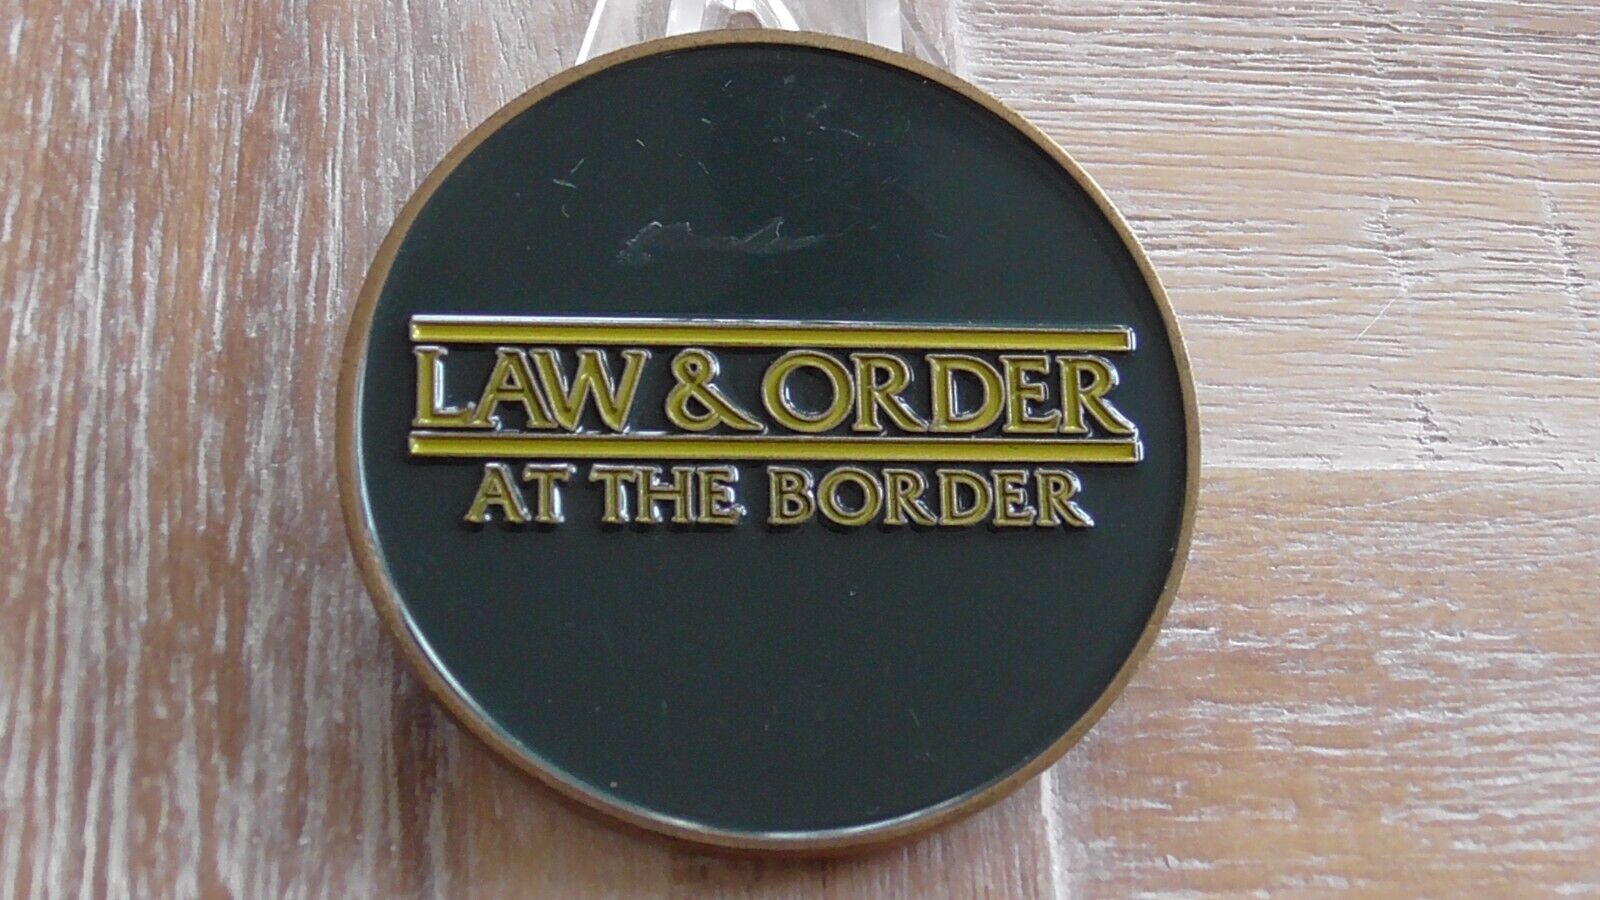 LAW & ORDER
AT THE BORDER